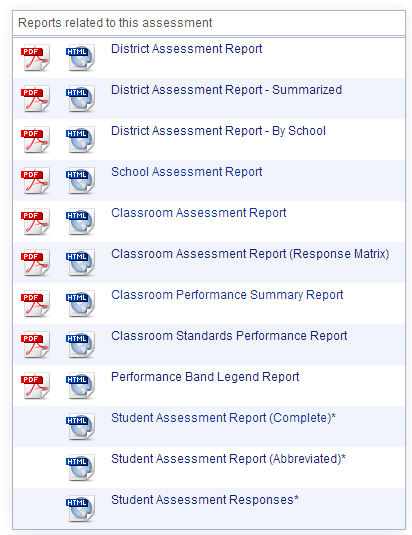 Reports related to this assessment
PDF HTML District Assessment Report
PDF HTML District Assessment Report - Summarized
PDF HTML District Assessment Report - By School
PDF HTML School Assessment Report
PDF HTML Classroom Assessment Report
PDF HTML Classroom Assessment Report (Response Matrix)
PDF HTML Classroom Performance Summary Report
PDF HTML Classroom Standards Performance Report
PDF HTML Performance Band Legend Report
HTML Student Assessment Report (Complete)*
HTML Student Assessment Report (Abbreviated)*
HTML Student Assessment Responses*